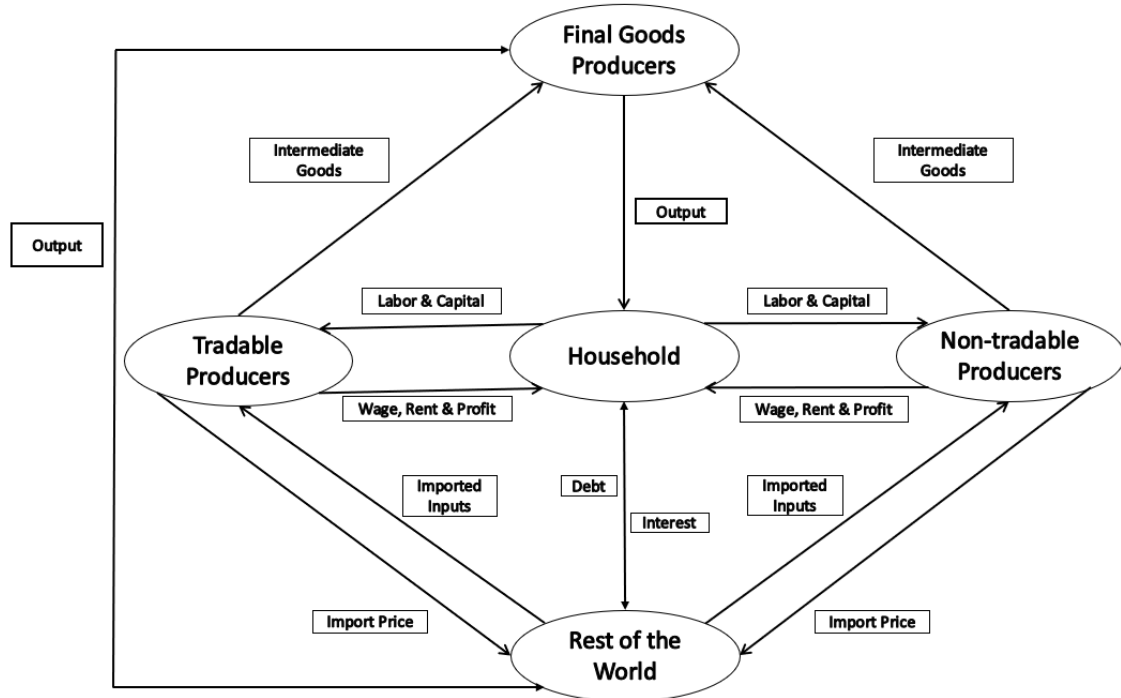 Final Goods
Producers
Intermediate
Goods
Intermediate
Goods
Output
Output
Labor & Capital
Labor & Capital
Tradable
Producers
Household
Non-tradable
Producers
Wage, Rent & Profit
Wage, Rent & Profit
Imported
Inputs
Debt
Imported
Inputs
Interest
Import Price
Import Price
Rest of the
World